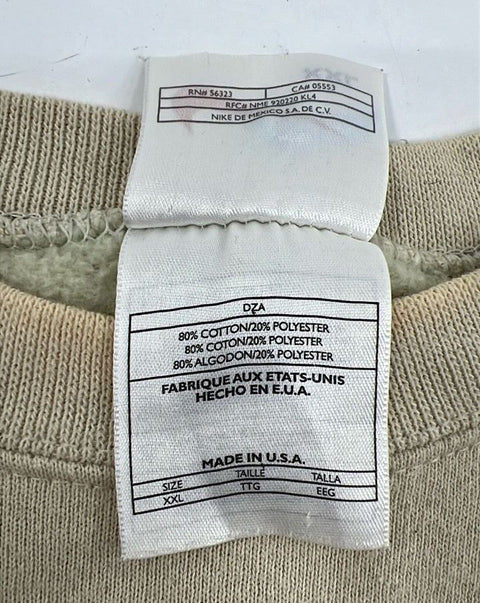 RN# 56323 CA# 05553
RFC# NME 920220 KL4
NIKE DE MEXICO S.A. DE C.V.
DZA
80% COTTON/20% POLYESTER
80% COTON/20% POLYESTER
80% ALGODON/20% POLYESTER
FABRIQUE AUX ETATS-UNIS
HECHO EN E.U.A.
MADE IN U.S.A.
SIZE TAILLE TALLA
XXL TTG EEG